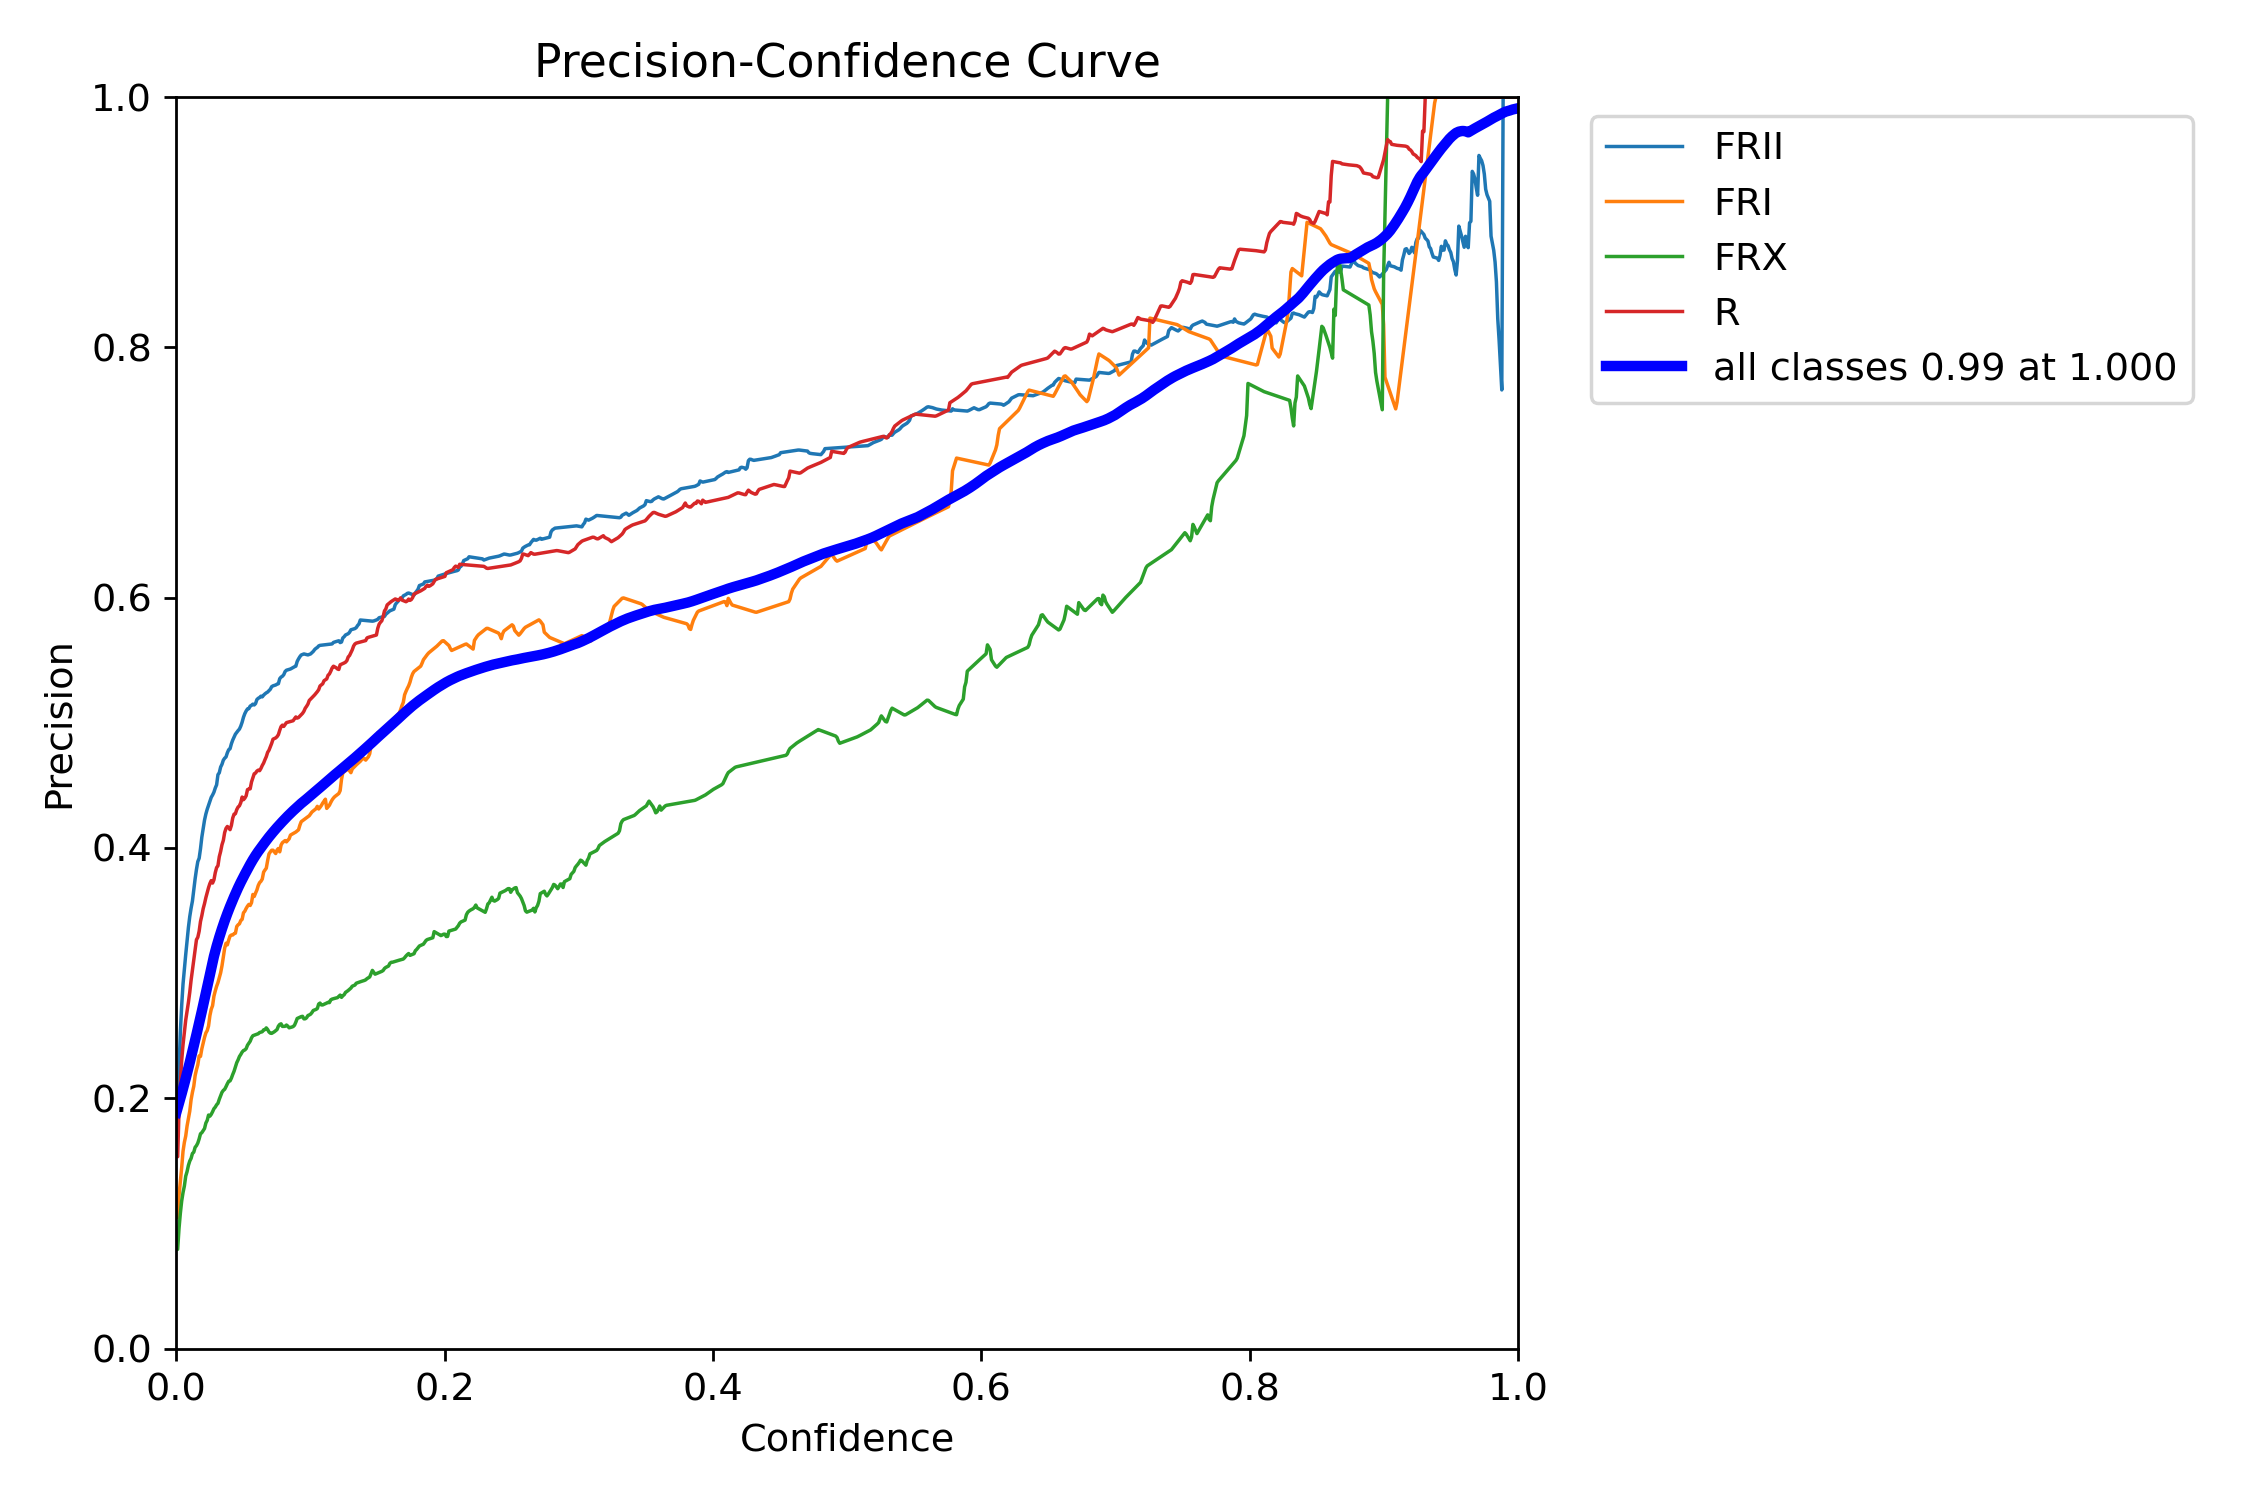 Precision-Confidence Curve
1.0
0.8
0.6
0.4
0.2
0.0
Precision
0.0 0.2 0.4 0.6 0.8 1.0
Confidence
FRII
FRI
FRX
R
all classes 0.99 at 1.000